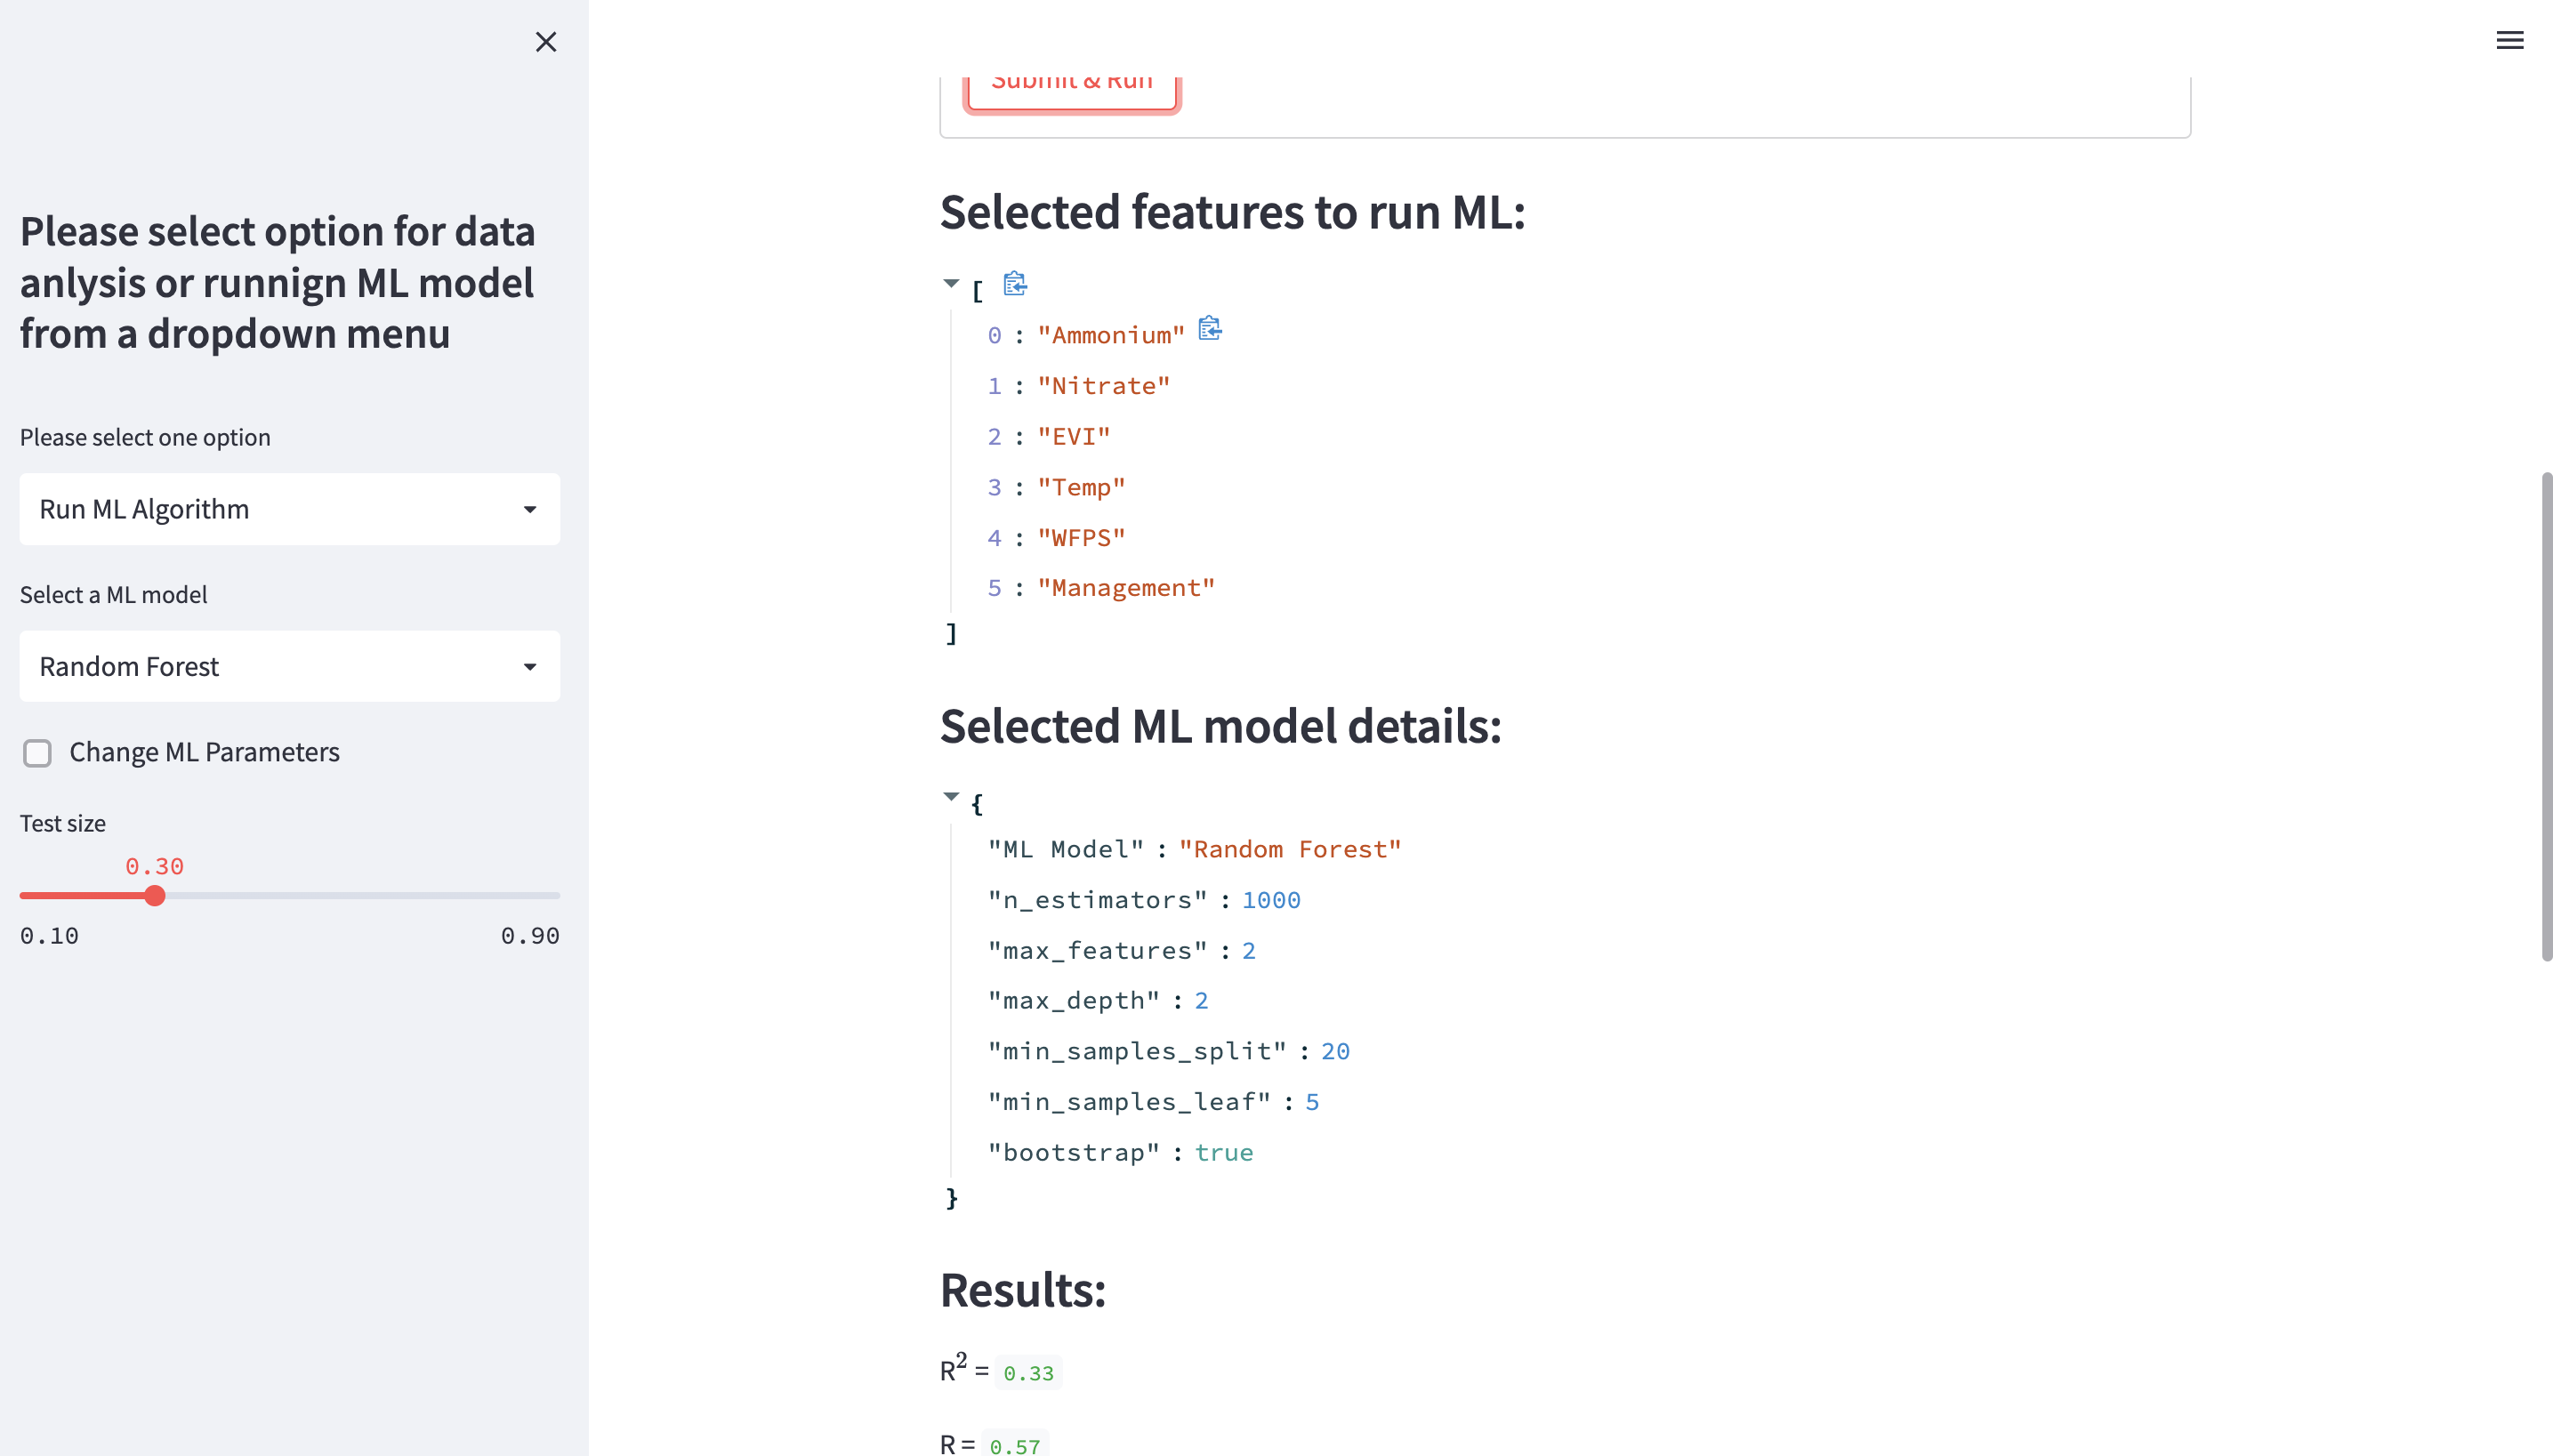 Please select option for data
anlysis or runnign ML model
from a dropdown menu
Please select one option
Run ML Algorithm
Select a ML model
Random Forest
Change ML Parameters
Test size
0.30
0.10 0.90
Submit & Run
Selected features to run ML:
[
0 : "Ammonium"
1 : "Nitrate"
2 : "EVI"
3 : "Temp"
4 : "WFPS"
5 : "Management"
]
Selected ML model details:
{
"ML Model" : "Random Forest"
"n_estimators" : 1000
"max_features" : 2
"max_depth" : 2
"min_samples_split" : 20
"min_samples_leaf" : 5
"bootstrap" : true
}
Results:
R² = 0.33
R = 0.57